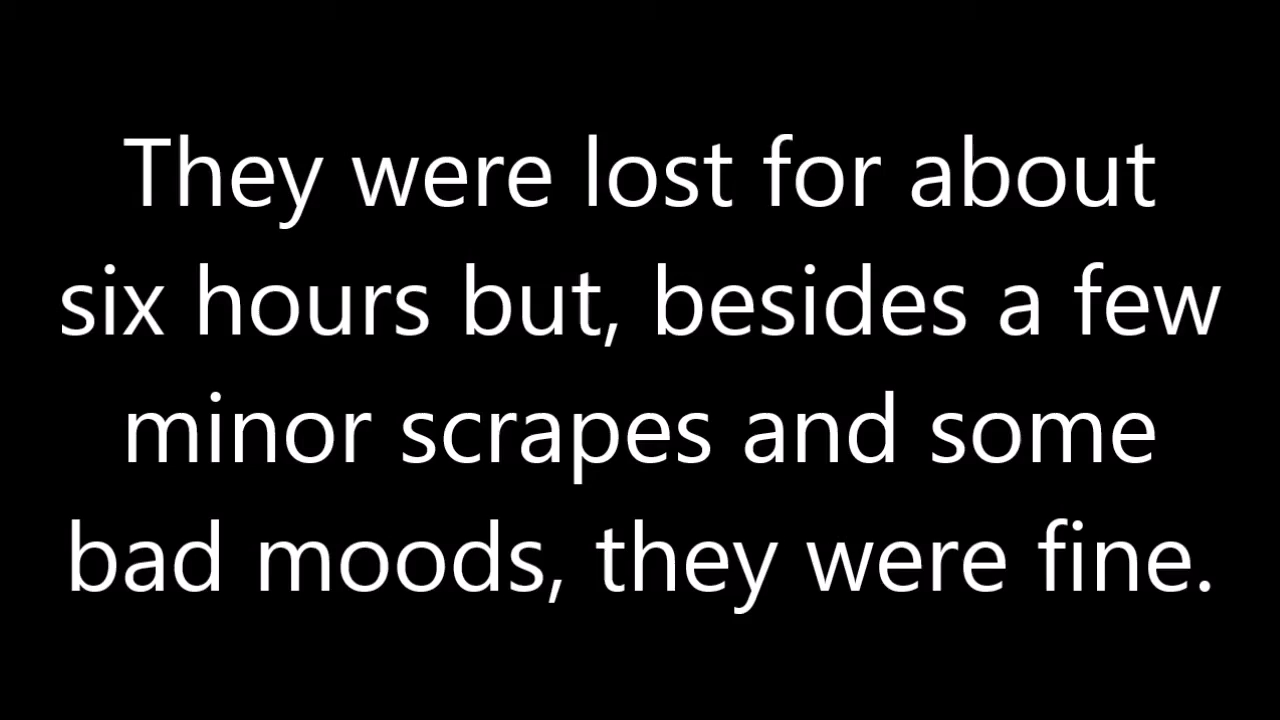 They were lost for about
six hours but, besides a few
minor scrapes and some
bad moods, they were fine.